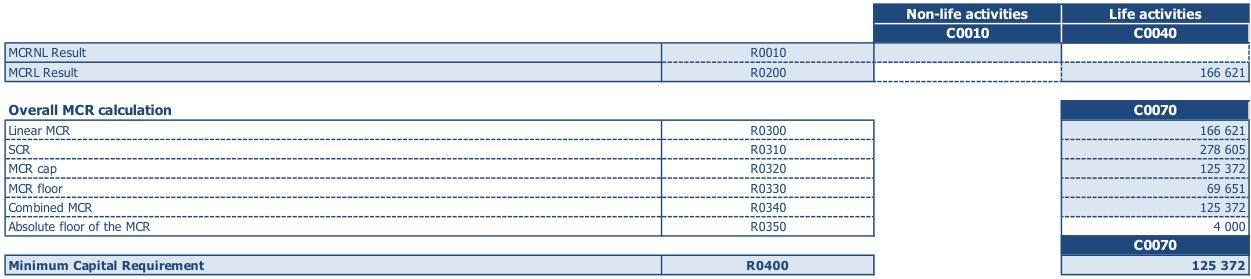 Non-life activities Life activities
C0010 C0040
MCRNL Result R0010
MCRL Result R0200 166 621
Overall MCR calculation C0070
Linear MCR R0300 166 621
SCR R0310 278 605
MCR cap R0320 125 372
MCR floor R0330 69 651
Combined MCR R0340 125 372
Absolute floor of the MCR R0350 4 000
C0070
Minimum Capital Requirement R0400 125 372